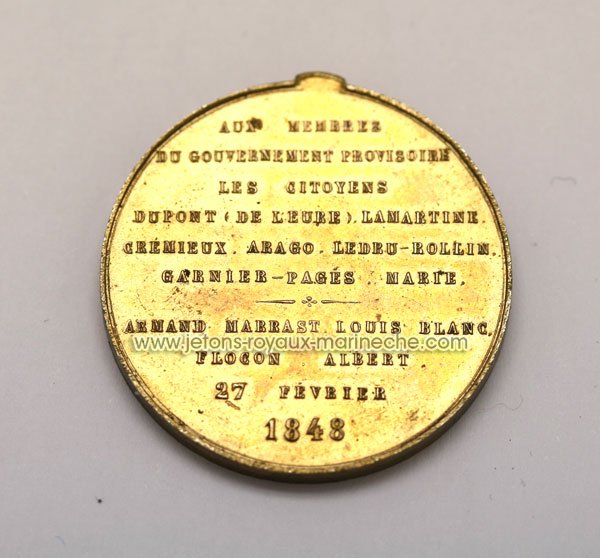 AUX MEMBRES
DU GOUVERNEMENT PROVISOIRE
LES CITOYENS
DUPONT (DE L'EURE). LAMARTINE.
CRÉMIEUX. ARAGO. LEDRU-ROLLIN
GARNIER-PAGÉS. MARIE.
ARMAND MARRAST. LOUIS BLANC.
www.jetons-royaux-marineche.com
FLOCON ALBERT
27 FÉVRIER
1848